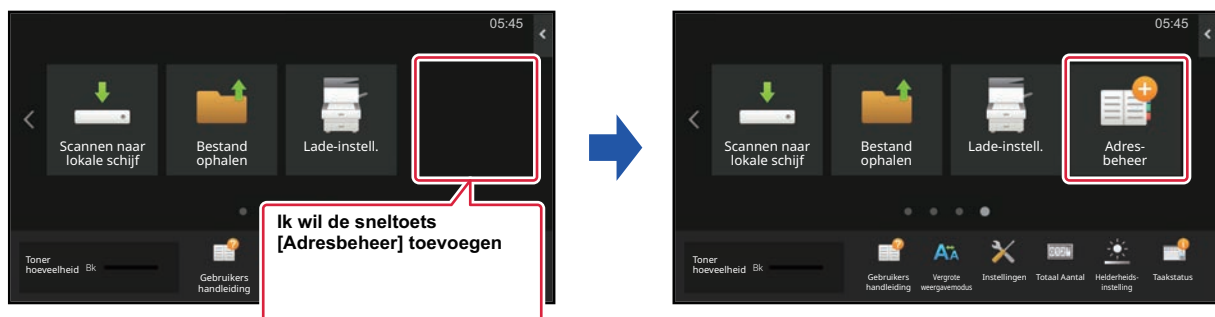 05:45
Scannen naar
lokale schijf
Bestand
ophalen
Lade-instell.
Ik wil de sneltoets
[Adresbeheer] toevoegen
Toner
hoeveelheid Bk
Gebruikers
handleiding
05:45
Scannen naar
lokale schijf
Bestand
ophalen
Lade-instell.
Adres-
beheer
Toner
hoeveelheid Bk
Gebruikers
handleiding
Vergrote
weergavemodus
Instellingen
Totaal Aantal
Helderheids-
instelling
Taakstatus